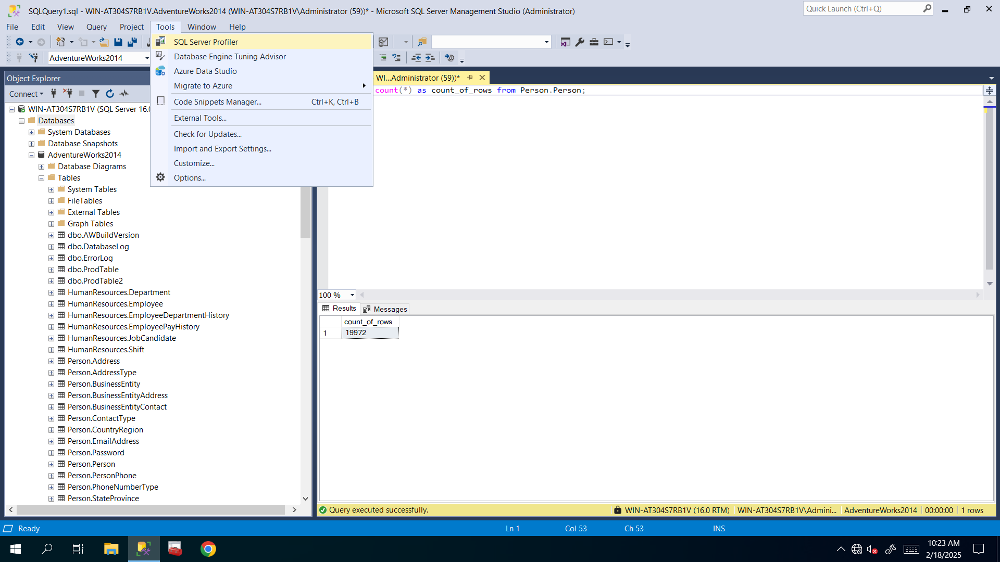 SQLQuery1.sql - WIN-AT304S7RB1V.AdventureWorks2014 (WIN-AT304S7RB1V\Administrator (59))* - Microsoft SQL Server Management Studio (Administrator)
Quick Launch (Ctrl+Q)
File Edit View Query Project Tools Window Help
SQL Server Profiler
Database Engine Tuning Advisor
Azure Data Studio
Migrate to Azure
Code Snippets Manager... Ctrl+K, Ctrl+B
External Tools...
Check for Updates...
Import and Export Settings...
Customize...
Options...
AdventureWorks2014
Object Explorer
Connect
WIN-AT304S7RB1V (SQL Server 16.0
Databases
System Databases
Database Snapshots
AdventureWorks2014
Database Diagrams
Tables
System Tables
FileTables
External Tables
Graph Tables
dbo.AWBuildVersion
dbo.DatabaseLog
dbo.ErrorLog
dbo.ProdTable
dbo.ProdTable2
HumanResources.Department
HumanResources.Employee
HumanResources.EmployeeDepartmentHistory
HumanResources.EmployeePayHistory
HumanResources.JobCandidate
HumanResources.Shift
Person.Address
Person.AddressType
Person.BusinessEntity
Person.BusinessEntityAddress
Person.BusinessEntityContact
Person.ContactType
Person.CountryRegion
Person.EmailAddress
Person.Password
Person.Person
Person.PersonPhone
Person.PhoneNumberType
Person.StateProvince
WI...Administrator (59))*
count(*) as count_of_rows from Person.Person;
100 %
Results Messages
count_of_rows
1 19972
Query executed successfully. WIN-AT304S7RB1V (16.0 RTM) WIN-AT304S7RB1V\Admini... AdventureWorks2014 00:00:00 1 rows
Ready Ln 1 Col 53 Ch 53 INS
10:23 AM
2/18/2025